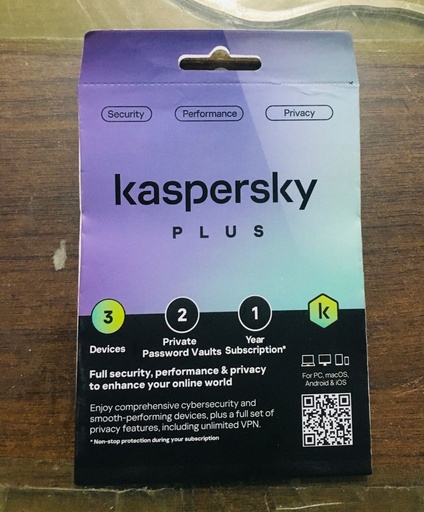 Security
Performance
Privacy
kaspersky
PLUS
3
Devices
2
Private
Password Vaults
1
Year
Subscription*
k
Full security, performance & privacy
to enhance your online world
For PC, macOS,
Android & iOS
Enjoy comprehensive cybersecurity and
smooth-performing devices, plus a full set of
privacy features, including unlimited VPN.
* Non-stop protection during your subscription